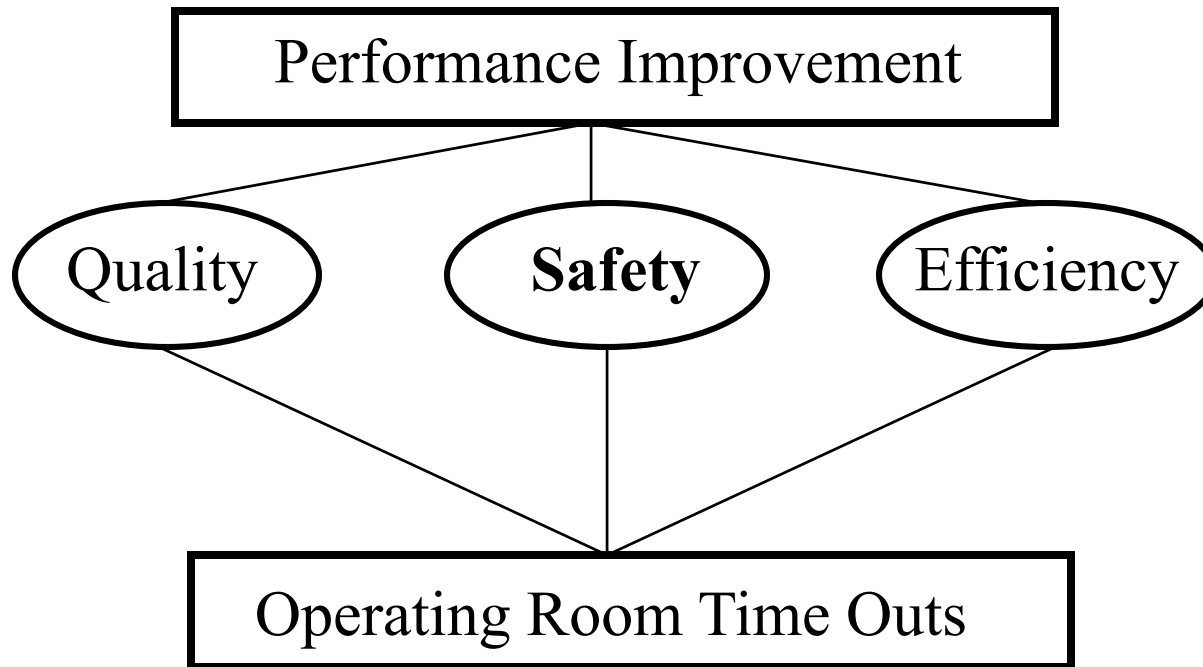 Performance Improvement
Quality
Safety
Efficiency
Operating Room Time Outs